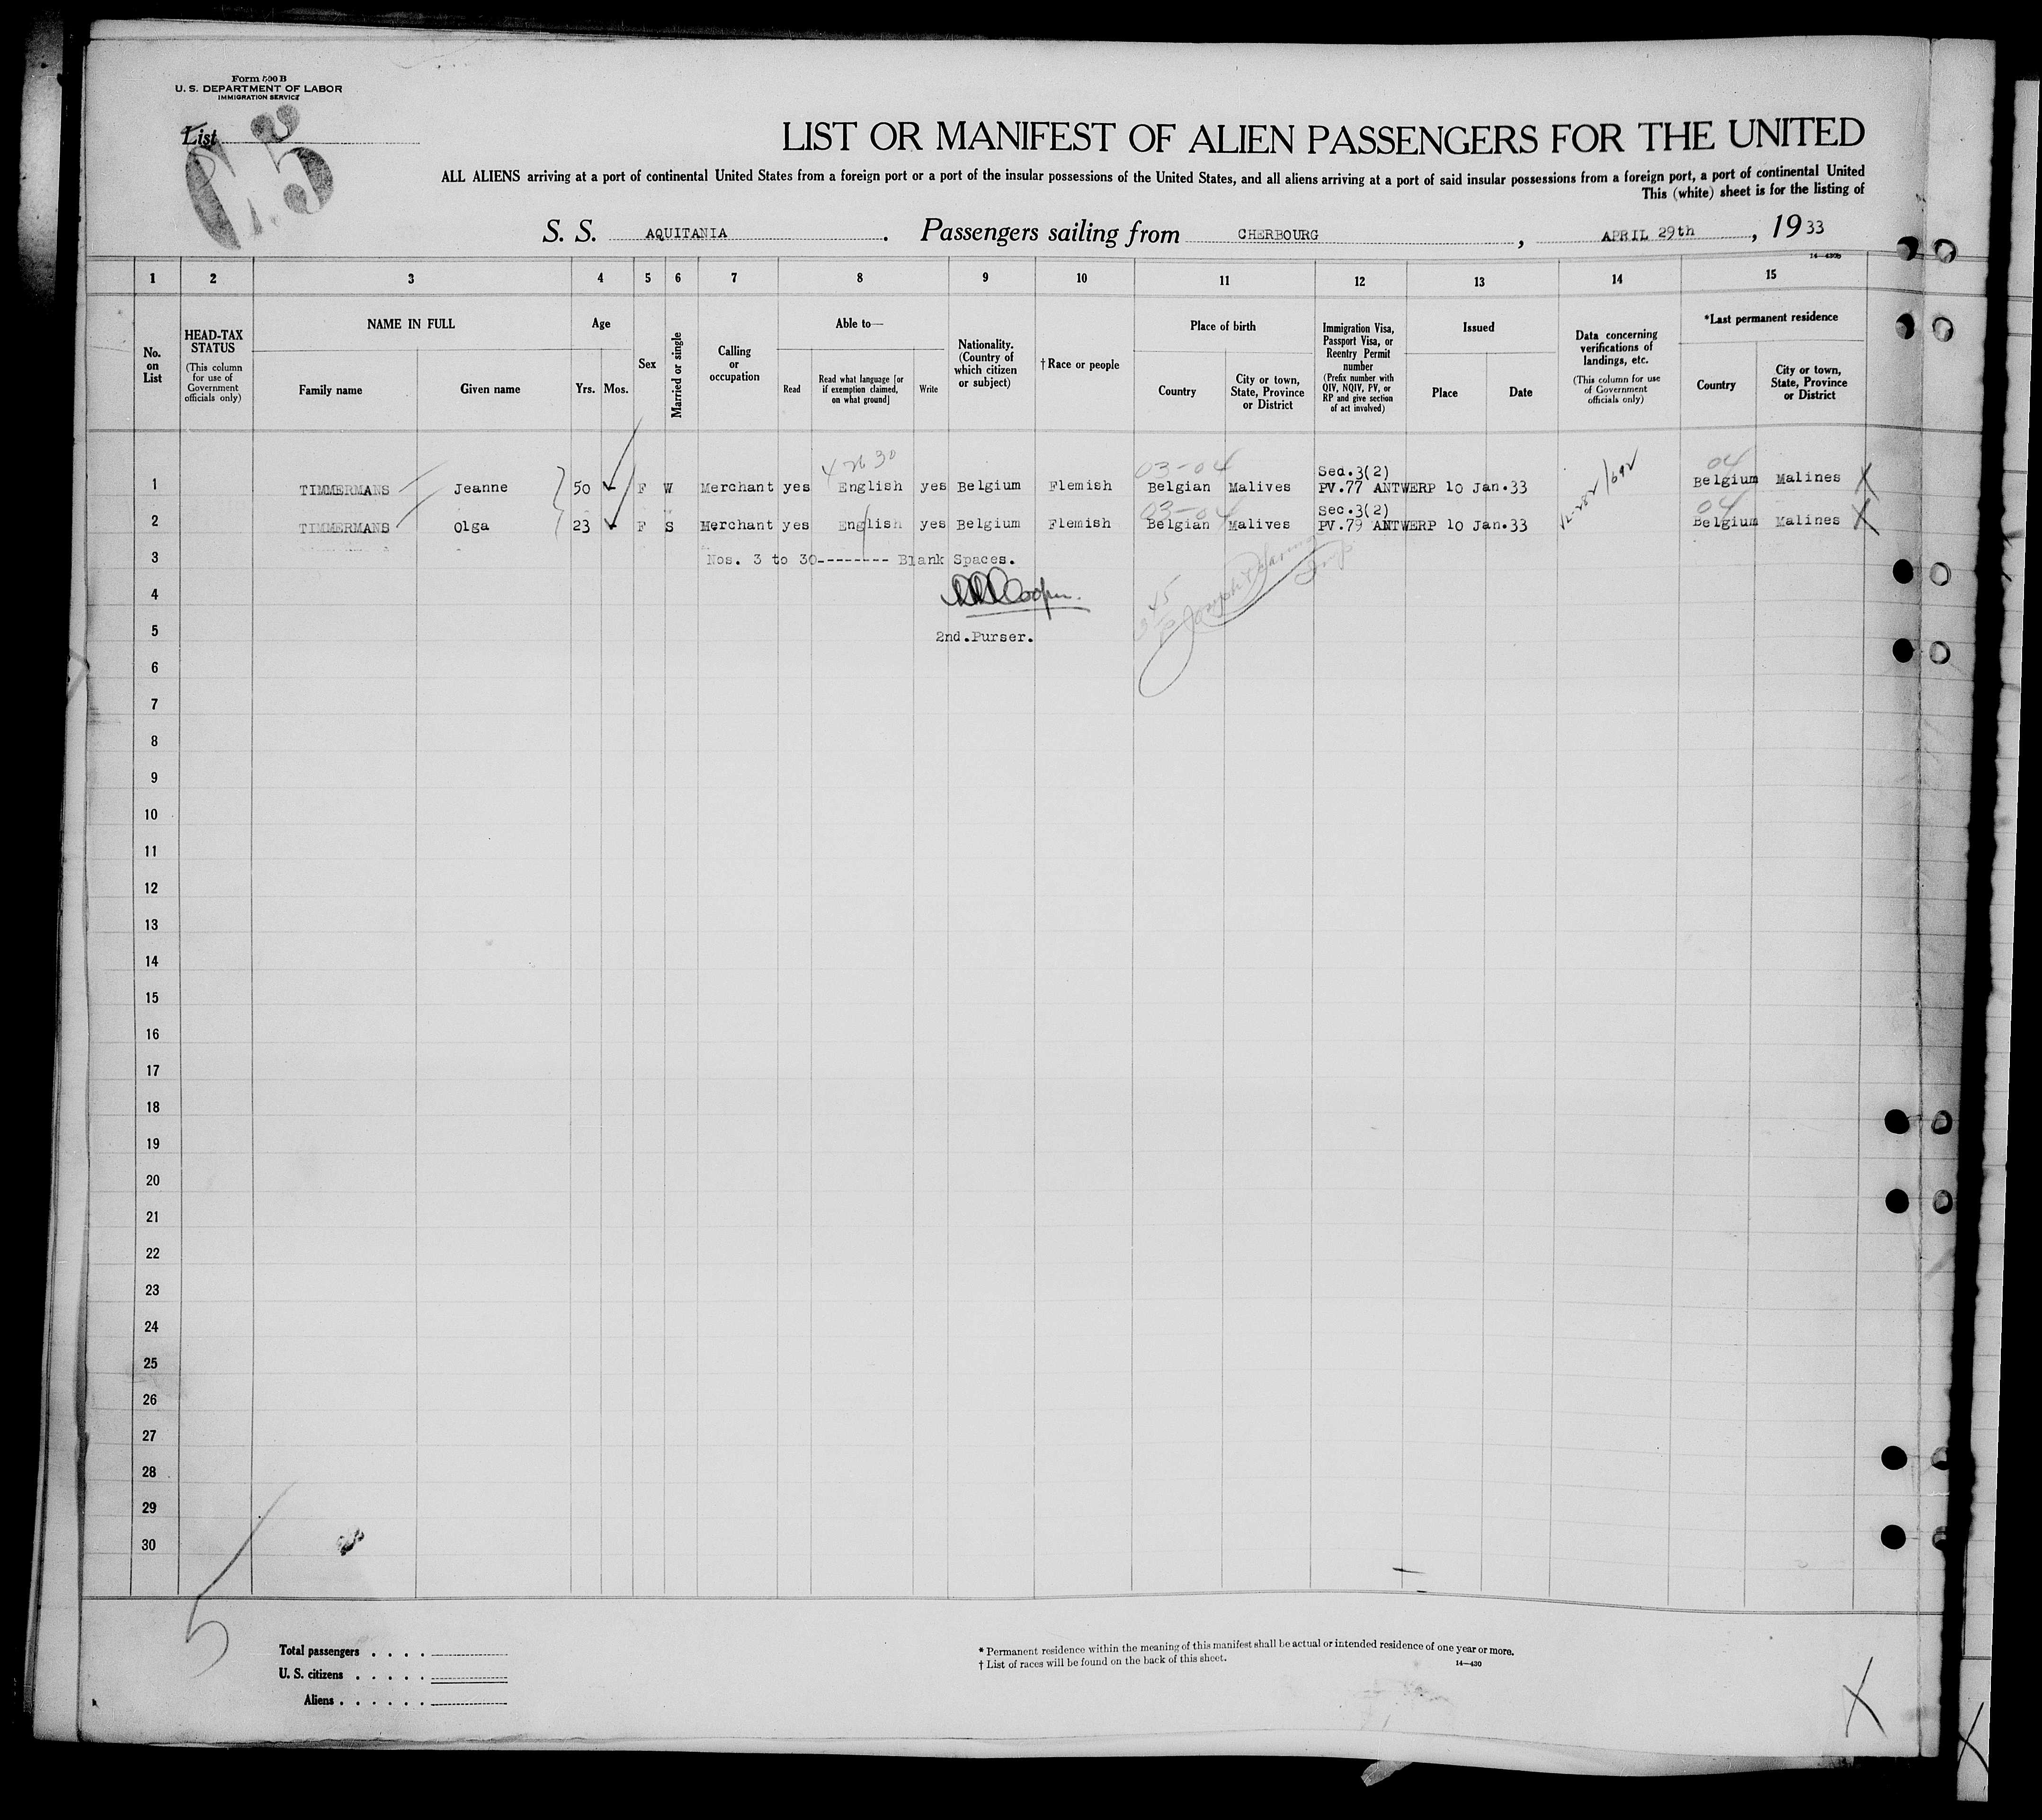 Form 500 B
U. S. DEPARTMENT OF LABOR
IMMIGRATION SERVICE
List
LIST OR MANIFEST OF ALIEN PASSENGERS FOR THE UNITED
ALL ALIENS arriving at a port of continental United States from a foreign port or a port of the insular possessions of the United States, and all aliens arriving at a port of said insular possessions from a foreign port, a port of continental United
This (white) sheet is for the listing of
S. S. AQUITANIA. Passengers sailing from CHERBOURG, APRIL 29th, 1933
1 2 3 4 5 6 7 8 9 10 11 12 13 14 15
No. on List
HEAD-TAX STATUS (This column for use of Government officials only)
NAME IN FULL
Family name Given name
Age
Yrs. Mos.
Sex
Married or single
Calling or occupation
Able to—
Read Read what language [or if exemption claimed, on what ground] Write
Nationality. (Country of which citizen or subject)
†Race or people
Place of birth
Country City or town, State, Province or District
Immigration Visa, Passport Visa, or Reentry Permit number (Prefix number with QIV, NQIV, PV, or RP and give section of act involved)
Issued
Place Date
Data concerning verifications of landings, etc. (This column for use of Government officials only)
*Last permanent residence
Country City or town, State, Province or District
03-04 Sed.3(2) 04
1 TIMMERMANS Jeanne 50 F W Merchant yes English yes Belgium Flemish Belgian Malives PV.77 ANTWERP 10 Jan.33 Belgium Malines X
03-04 Sec.3(2) 04
2 TIMMERMANS Olga 23 F S Merchant yes English yes Belgium Flemish Belgian Malives PV.79 ANTWERP 10 Jan.33 Belgium Malines X
3 Nos. 3 to 30-------- Blank Spaces.
4
5 2nd.Purser.
6
7
8
9
10
11
12
13
14
15
16
17
18
19
20
21
22
23
24
25
26
27
28
29
30
5
Total passengers . . . .
U. S. citizens . . . . .
Aliens . . . . . .
* Permanent residence within the meaning of this manifest shall be actual or intended residence of one year or more.
† List of races will be found on the back of this sheet.
14—430
X